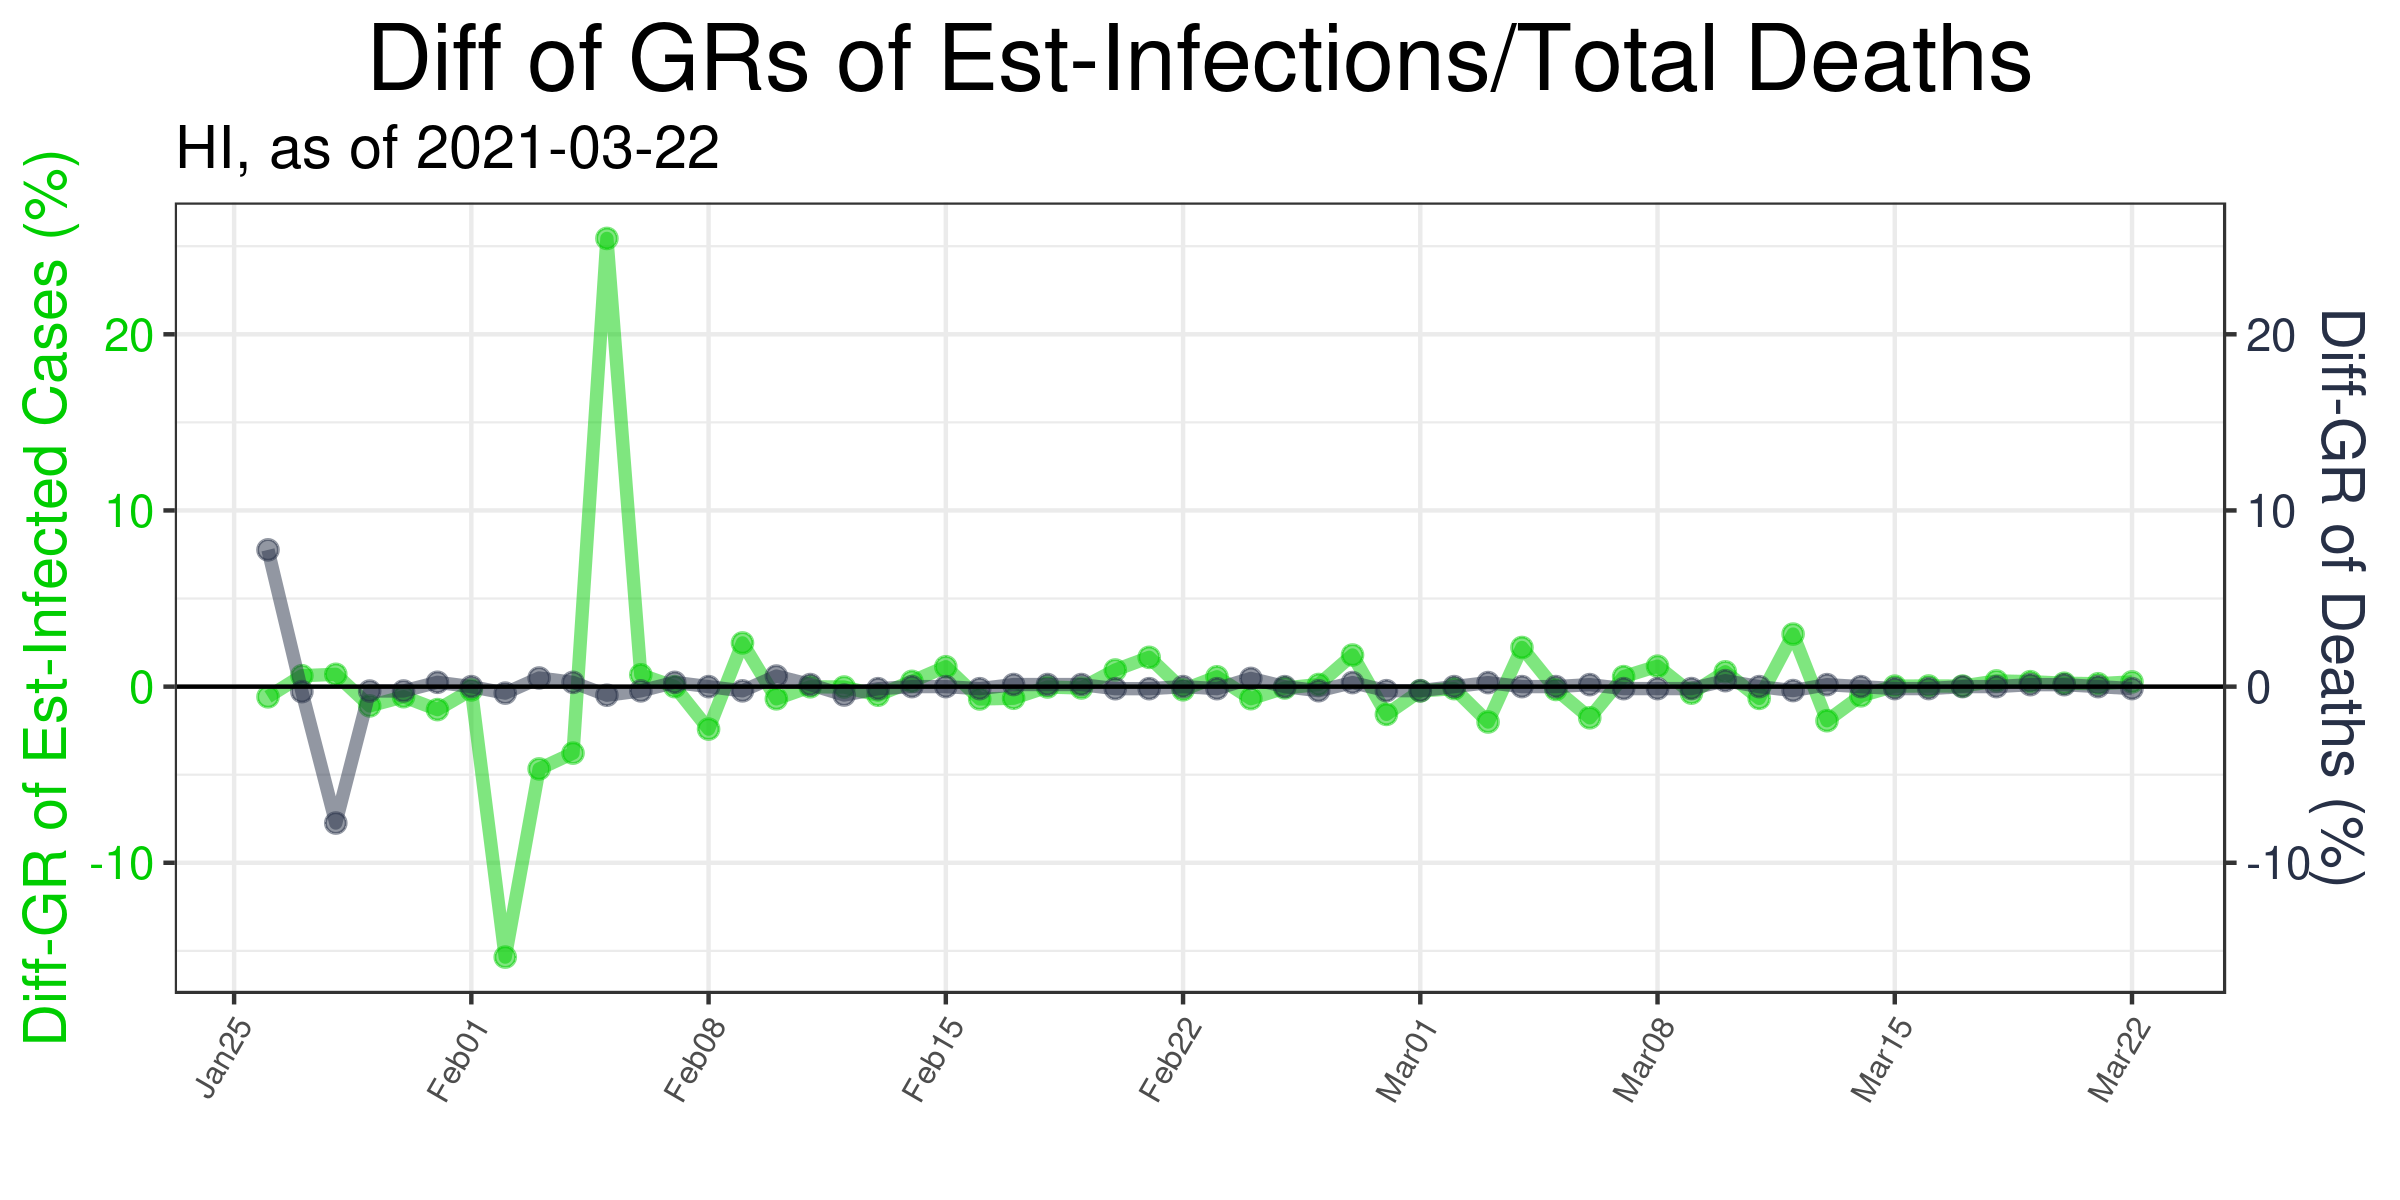 Diff of GRs of Est-Infections/Total Deaths
HI, as of 2021-03-22
Diff-GR of Est-Infected Cases (%)
20
10
0
-10
20
10
0
-10
Diff-GR of Deaths (%)
Jan25
Feb01
Feb08
Feb15
Feb22
Mar01
Mar08
Mar15
Mar22